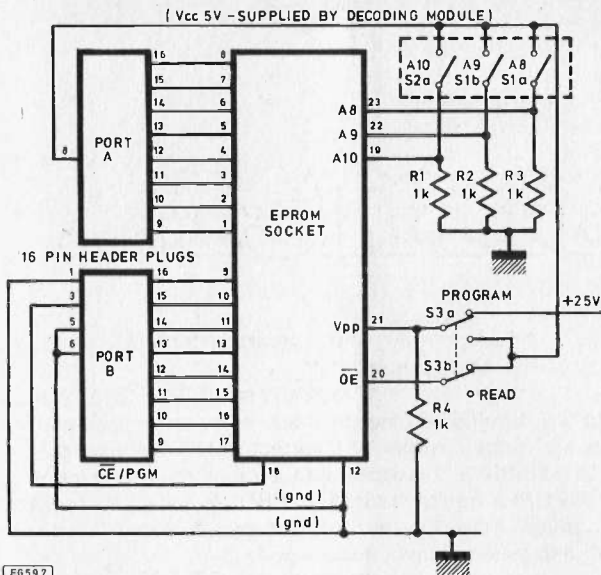 ( Vcc 5V -SUPPLIED BY DECODING MODULE)
16 8
15 7
14 6
13 5
12 4
11 3
10 2
9 1
8
PORT
A
EPROM
SOCKET
A10 A9 A8
S2a S1b S1a
A8 23
A9 22
A10 19
R1 R2 R3
1k 1k 1k
16 PIN HEADER PLUGS
1
3
5
6
PORT
B
16 9
15 10
14 11
13 13
12 14
11 15
10 16
9 17
PROGRAM
+25V
Vpp 21
S3a
OE 20
S3b
READ
R4
1k
CE/PGM
18 12
(gnd)
(gnd)
EG597